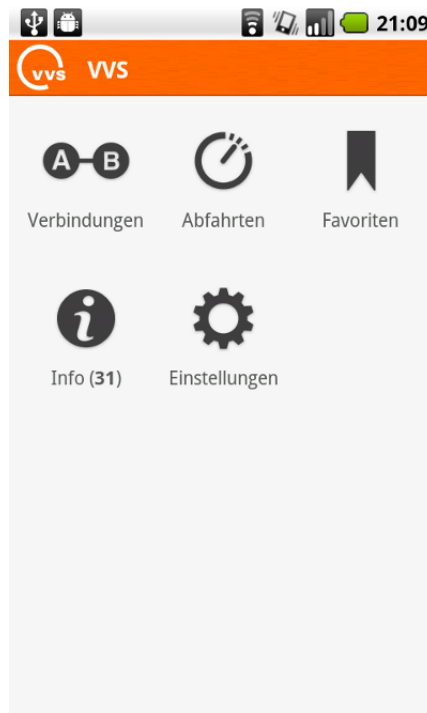 21:09
vvs VVS
A B
Verbindungen Abfahrten Favoriten
i
Info (31) Einstellungen